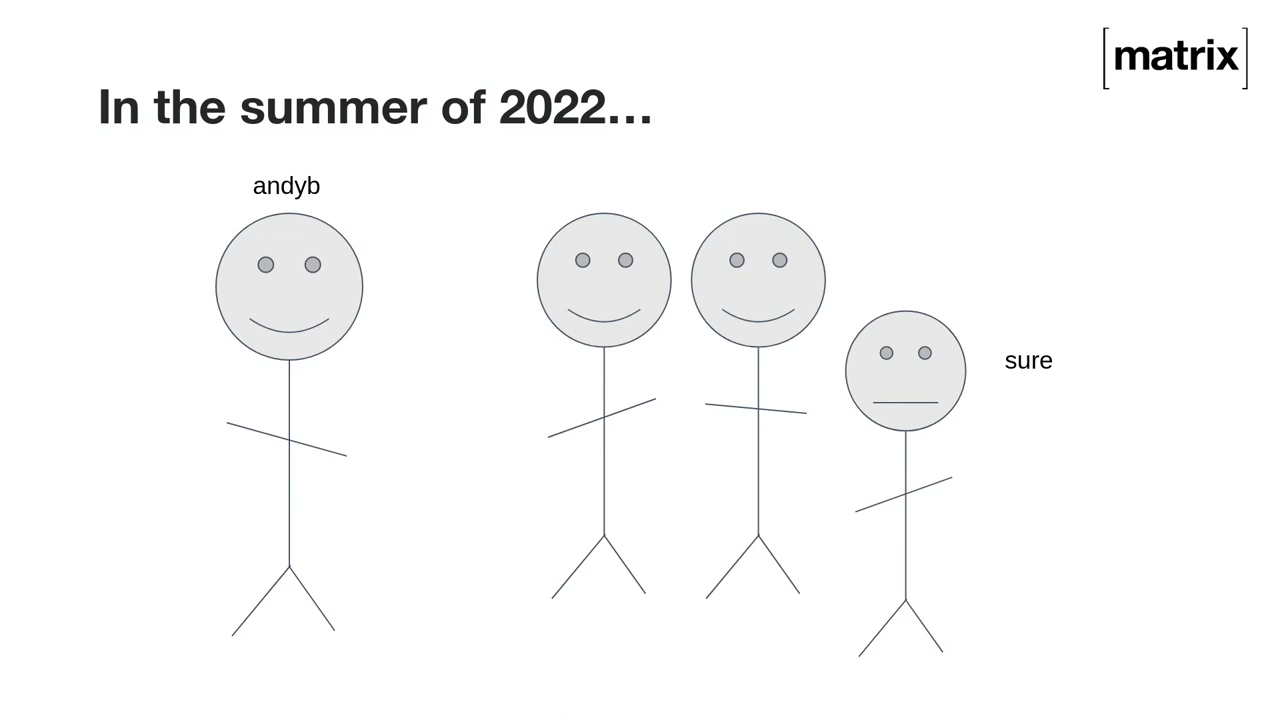 [matrix]
In the summer of 2022…
andyb
sure